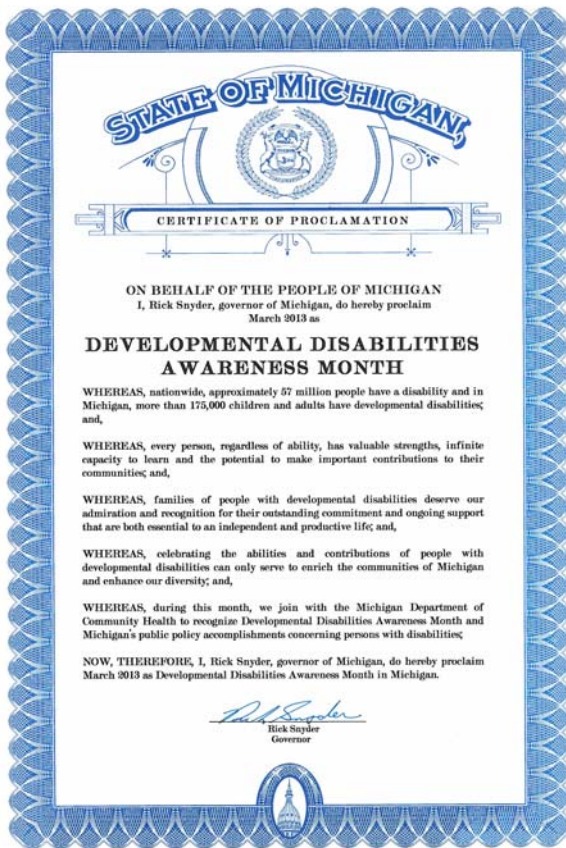 STATE OF MICHIGAN,
CERTIFICATE OF PROCLAMATION
ON BEHALF OF THE PEOPLE OF MICHIGAN
I, Rick Snyder, governor of Michigan, do hereby proclaim
March 2013 as
DEVELOPMENTAL DISABILITIES
AWARENESS MONTH
WHEREAS, nationwide, approximately 57 million people have a disability and in
Michigan, more than 175,000 children and adults have developmental disabilities;
and,
WHEREAS, every person, regardless of ability, has valuable strengths, infinite
capacity to learn and the potential to make important contributions to their
communities; and,
WHEREAS, families of people with developmental disabilities deserve our
admiration and recognition for their outstanding commitment and ongoing support
that are both essential to an independent and productive life; and,
WHEREAS, celebrating the abilities and contributions of people with
developmental disabilities can only serve to enrich the communities of Michigan
and enhance our diversity; and,
WHEREAS, during this month, we join with the Michigan Department of
Community Health to recognize Developmental Disabilities Awareness Month and
Michigan's public policy accomplishments concerning persons with disabilities;
NOW, THEREFORE, I, Rick Snyder, governor of Michigan, do hereby proclaim
March 2013 as Developmental Disabilities Awareness Month in Michigan.
Rick Snyder
Rick Snyder
Governor